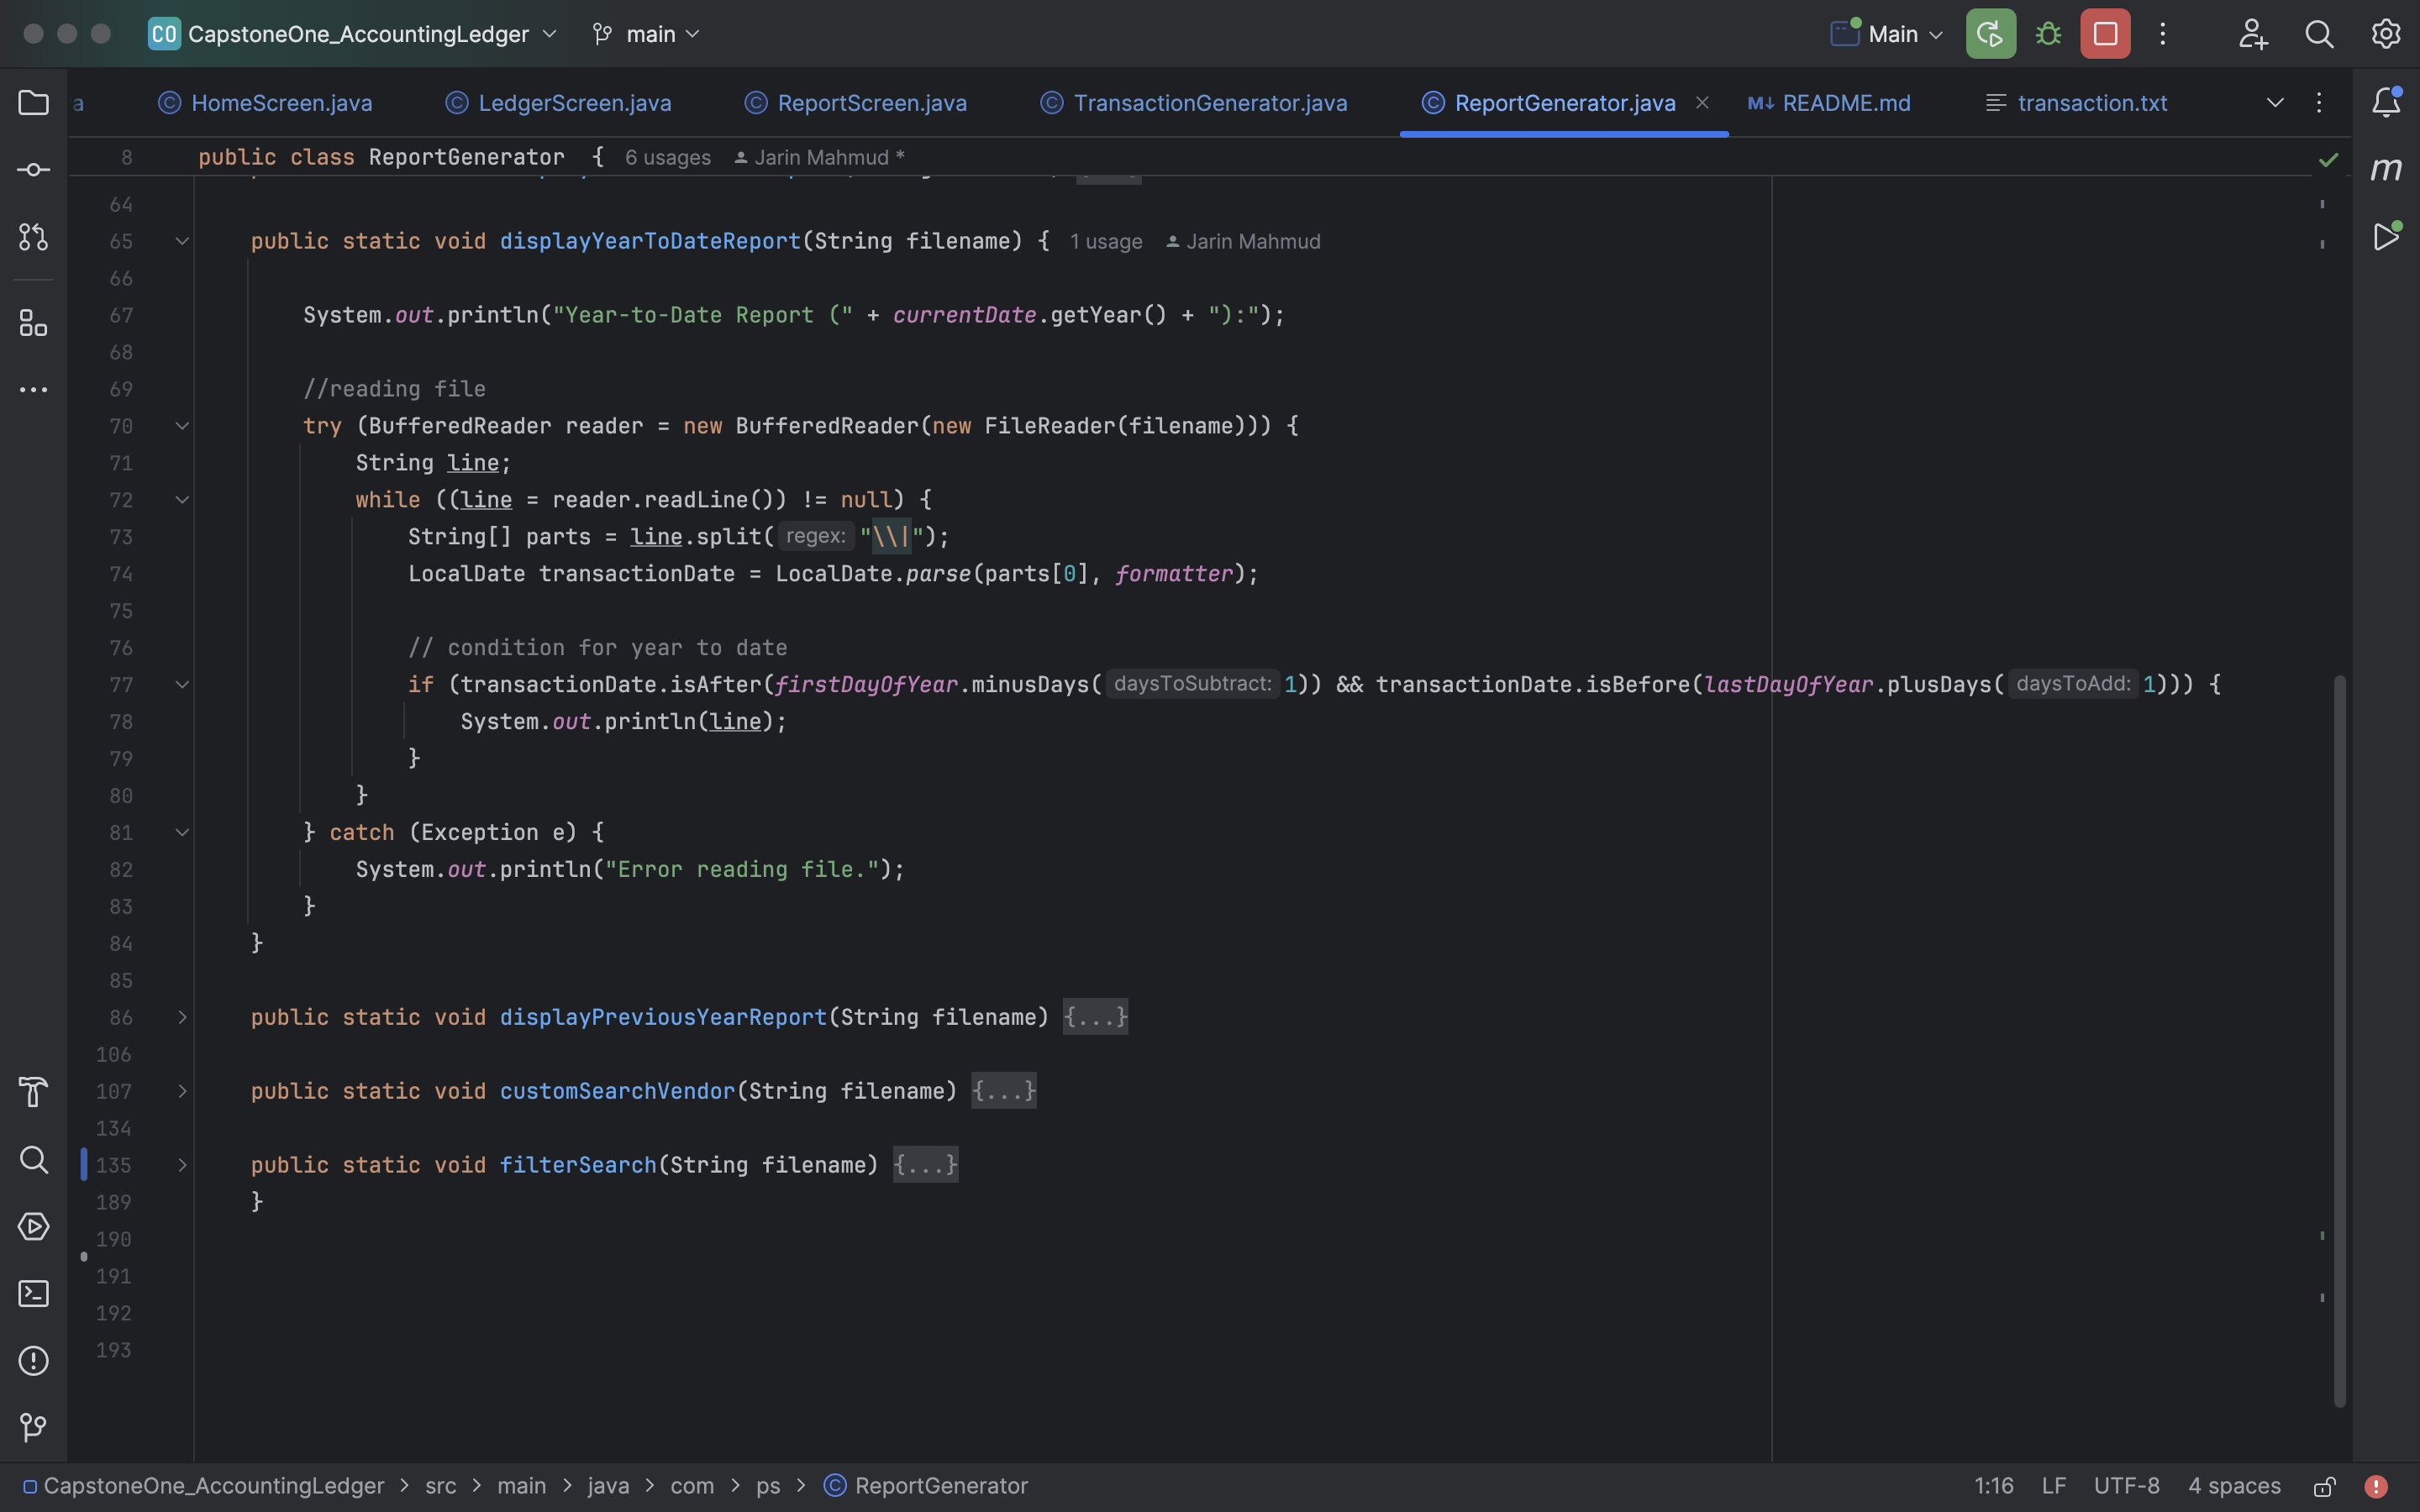 CO CapstoneOne_AccountingLedger main Main
a HomeScreen.java LedgerScreen.java ReportScreen.java TransactionGenerator.java ReportGenerator.java M↓ README.md transaction.txt
8 public class ReportGenerator { 6 usages Jarin Mahmud *
m
64
65 public static void displayYearToDateReport(String filename) { 1 usage Jarin Mahmud
66
67 System.out.println("Year-to-Date Report (" + currentDate.getYear() + "):");
68
69 //reading file
70 try (BufferedReader reader = new BufferedReader(new FileReader(filename))) {
71 String line;
72 while ((line = reader.readLine()) != null) {
73 String[] parts = line.split( regex: "\\|");
74 LocalDate transactionDate = LocalDate.parse(parts[0], formatter);
75
76 // condition for year to date
77 if (transactionDate.isAfter(firstDayOfYear.minusDays( daysToSubtract: 1)) && transactionDate.isBefore(lastDayOfYear.plusDays( daysToAdd: 1))) {
78 System.out.println(line);
79 }
80 }
81 } catch (Exception e) {
82 System.out.println("Error reading file.");
83 }
84 }
85
86 public static void displayPreviousYearReport(String filename) {...}
106
107 public static void customSearchVendor(String filename) {...}
134
135 public static void filterSearch(String filename) {...}
189 }
190
191
192
193
CapstoneOne_AccountingLedger > src > main > java > com > ps > ReportGenerator 1:16 LF UTF-8 4 spaces